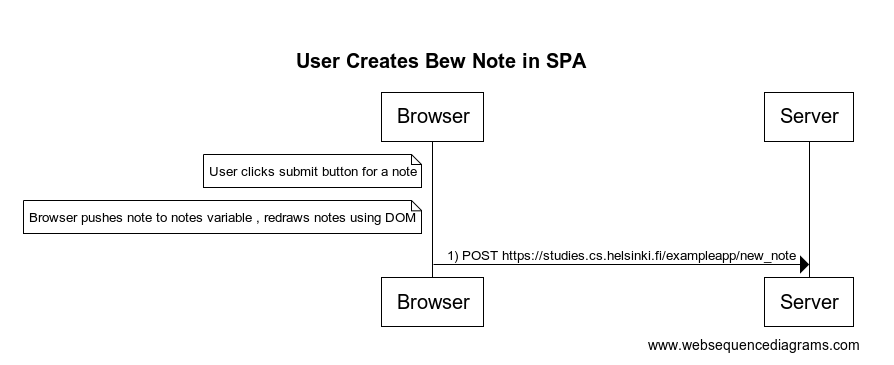 User Creates Bew Note in SPA
Browser
Server
User clicks submit button for a note
Browser pushes note to notes variable , redraws notes using DOM
1) POST https://studies.cs.helsinki.fi/exampleapp/new_note
Browser
Server
www.websequencediagrams.com